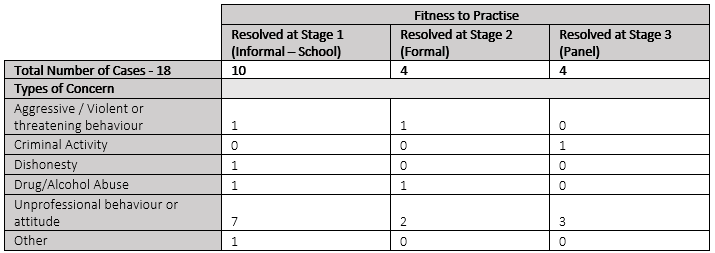 Fitness to Practise
Resolved at Stage 1 (Informal – School) Resolved at Stage 2 (Formal) Resolved at Stage 3 (Panel)
Total Number of Cases - 18 10 4 4
Types of Concern
Aggressive / Violent or
threatening behaviour 1 1 0
Criminal Activity 0 0 1
Dishonesty 1 0 0
Drug/Alcohol Abuse 1 1 0
Unprofessional behaviour or
attitude 7 2 3
Other 1 0 0